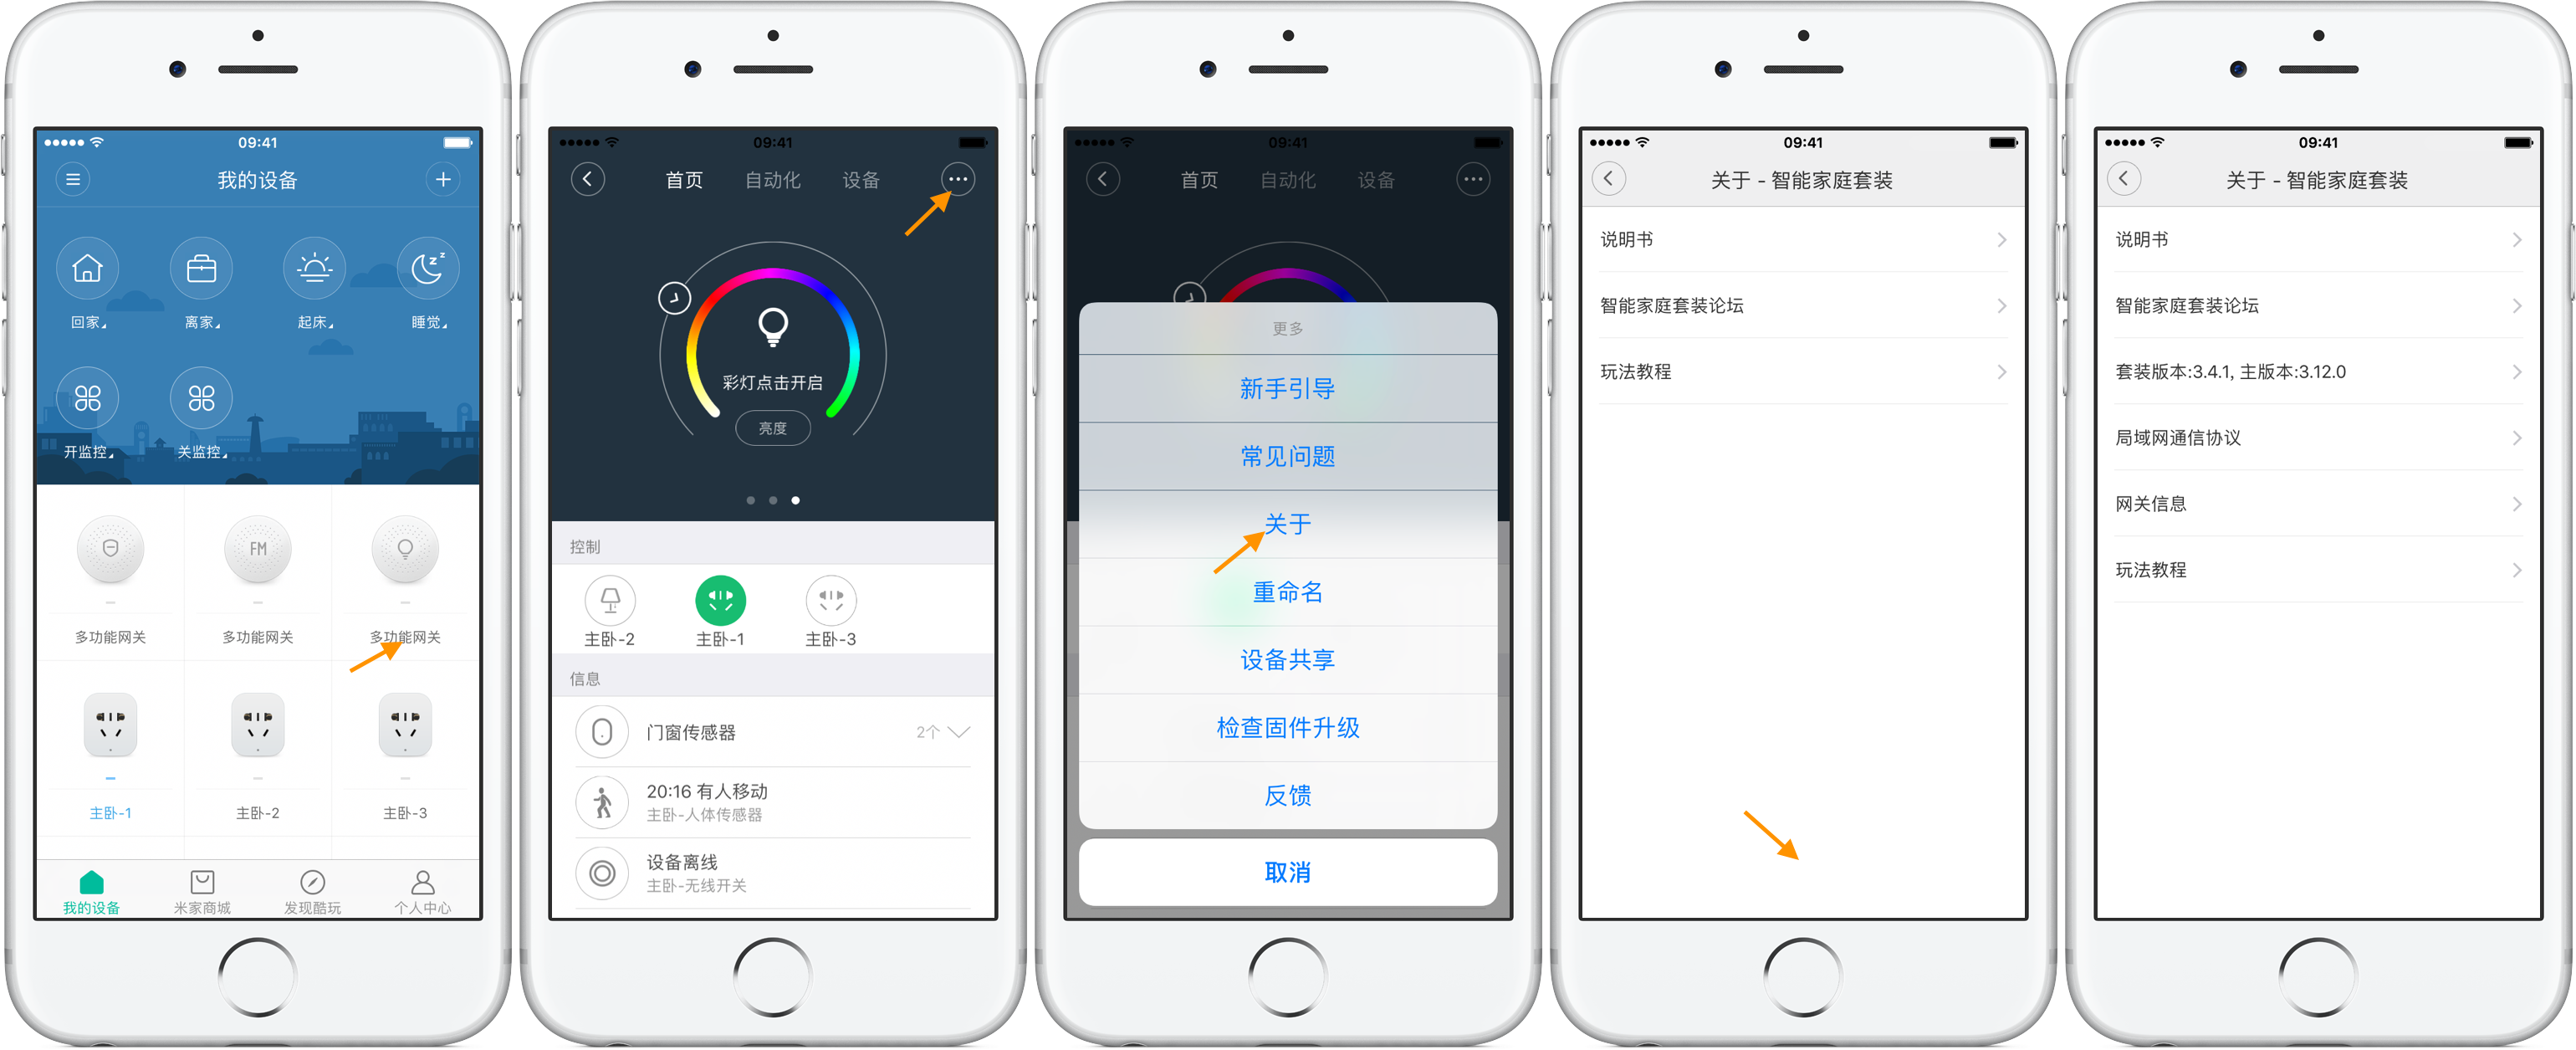 09:41
我的设备
回家
离家
起床
睡觉
开监控
关监控
FM
多功能网关
多功能网关
多功能网关
主卧-1
主卧-2
主卧-3
我的设备
米家商城
发现酷玩
个人中心
09:41
首页
自动化
设备
彩灯点击开启
亮度
控制
主卧-2
主卧-1
主卧-3
信息
门窗传感器
2个
20:16 有人移动
主卧-人体传感器
设备离线
主卧-无线开关
09:41
首页
自动化
设备
更多
新手引导
常见问题
关于
重命名
设备共享
检查固件升级
反馈
取消
09:41
关于 - 智能家庭套装
说明书
智能家庭套装论坛
玩法教程
09:41
关于 - 智能家庭套装
说明书
智能家庭套装论坛
套装版本:3.4.1, 主版本:3.12.0
局域网通信协议
网关信息
玩法教程